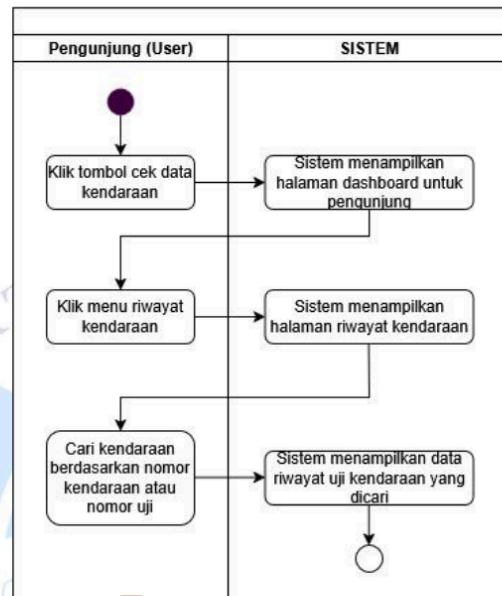 Pengunjung (User)
SISTEM
Klik tombol cek data
kendaraan
Sistem menampilkan
halaman dashboard untuk
pengunjung
Klik menu riwayat
kendaraan
Sistem menampilkan
halaman riwayat kendaraan
Cari kendaraan
berdasarkan nomor
kendaraan atau
nomor uji
Sistem menampilkan data
riwayat uji kendaraan yang
dicari